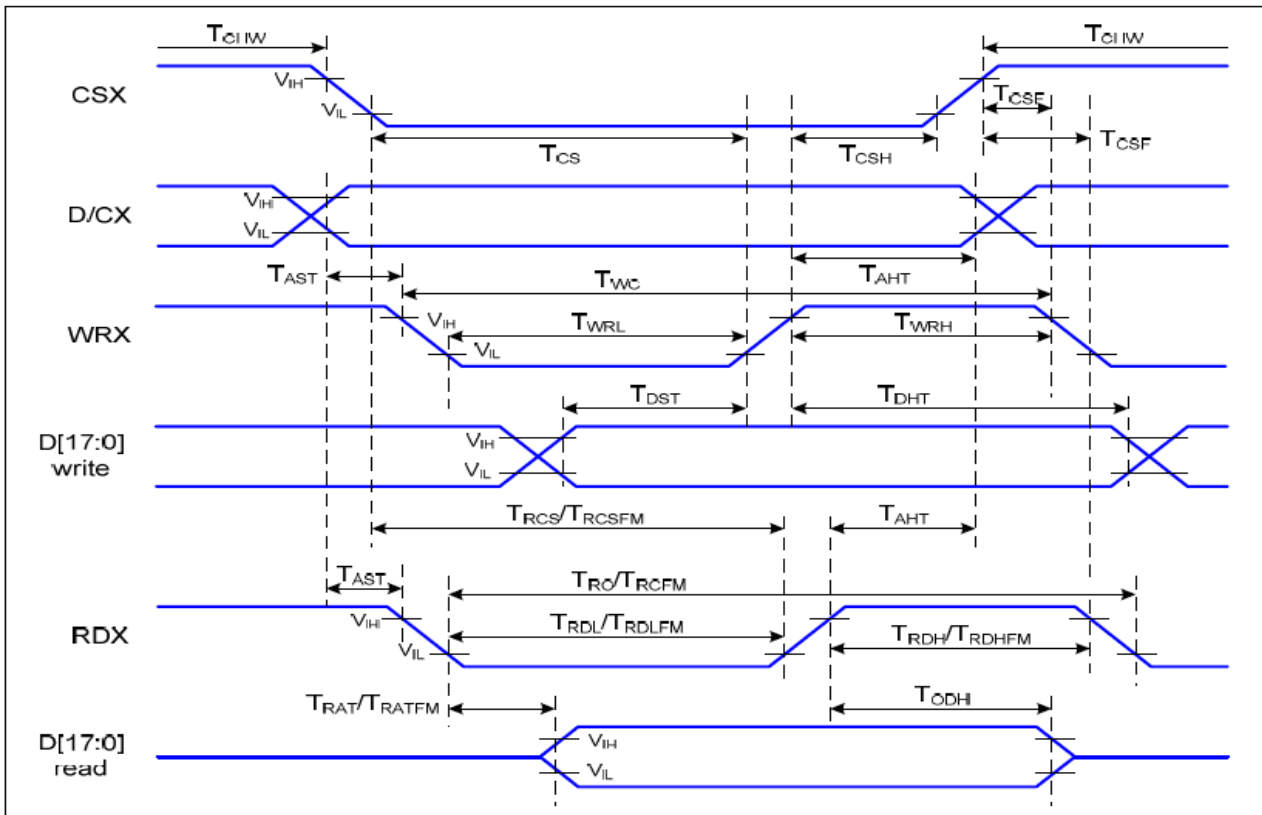 TCHW TCHW
CSX VIH VIL TCSF
TCS TCSH TCSF
D/CX VIH VIL
TAST TWC TAHT
WRX VIH TWRL TWRH
VIL
TDST TDHT
D[17:0] VIH
write VIL
TRCS/TRCSFM TAHT
TAST TRC/TRCFM
RDX VIH TRDL/TRDLFM
VIL TRDH/TRDHFM
TRAT/TRATFM TODH
D[17:0] VIH
read VIL